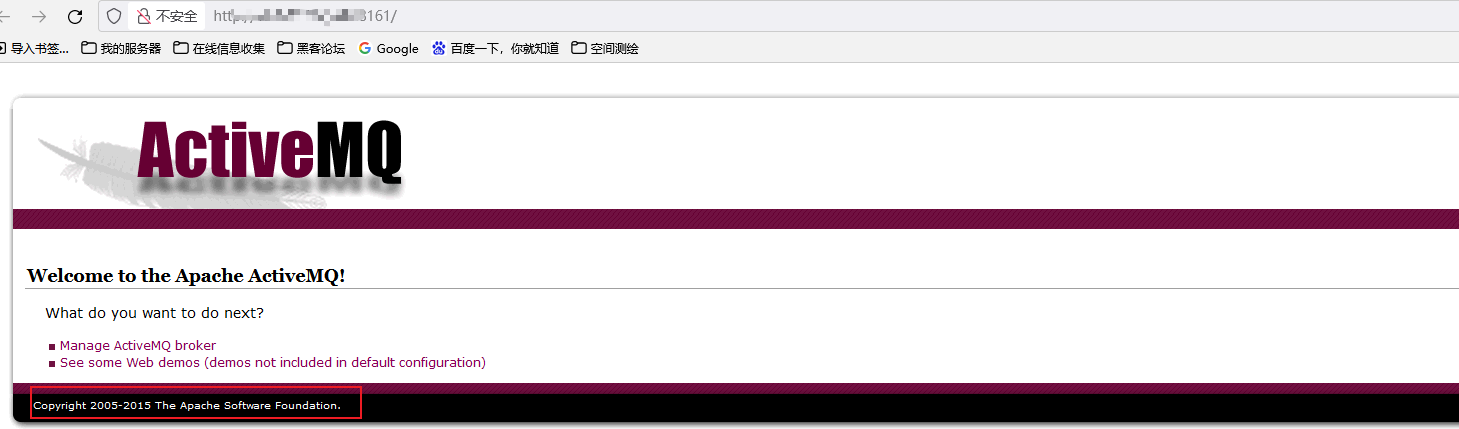 不安全 http://8161/
导入书签... 我的服务器 在线信息收集 黑客论坛 Google 百度一下，你就知道 空间测绘
ActiveMQ
Welcome to the Apache ActiveMQ!
What do you want to do next?
Manage ActiveMQ broker
See some Web demos (demos not included in default configuration)
Copyright 2005-2015 The Apache Software Foundation.